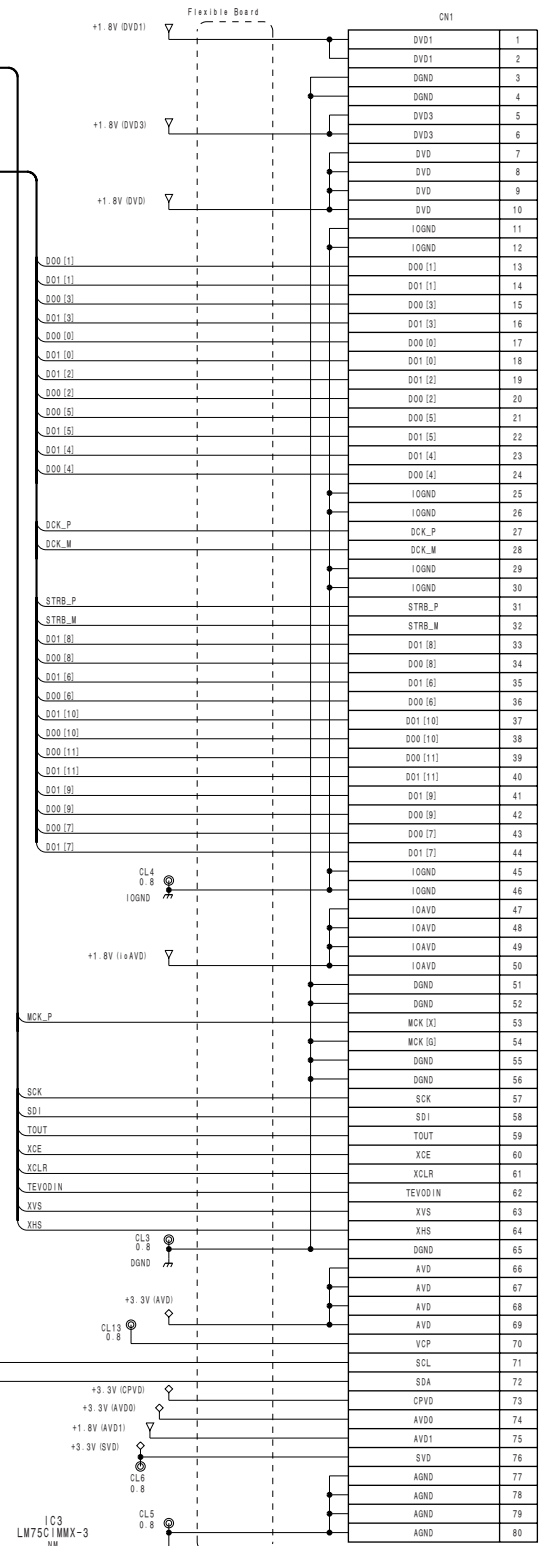 Flexible Board
CN1
+1.8V (DVD1)
DVD1 1
DVD1 2
DGND 3
DGND 4
DVD3 5
+1.8V (DVD3)
DVD3 6
DVD 7
DVD 8
DVD 9
+1.8V (DVD)
DVD 10
IOGND 11
IOGND 12
DO0 [1] DO0 [1] 13
DO1 [1] DO1 [1] 14
DO0 [3] DO0 [3] 15
DO1 [3] DO1 [3] 16
DO0 [0] DO0 [0] 17
DO1 [0] DO1 [0] 18
DO1 [2] DO1 [2] 19
DO0 [2] DO0 [2] 20
DO0 [5] DO0 [5] 21
DO1 [5] DO1 [5] 22
DO1 [4] DO1 [4] 23
DO0 [4] DO0 [4] 24
IOGND 25
IOGND 26
DCK_P DCK_P 27
DCK_M DCK_M 28
IOGND 29
IOGND 30
STRB_P STRB_P 31
STRB_M STRB_M 32
DO1 [8] DO1 [8] 33
DO0 [8] DO0 [8] 34
DO1 [6] DO1 [6] 35
DO0 [6] DO0 [6] 36
DO1 [10] DO1 [10] 37
DO0 [10] DO0 [10] 38
DO0 [11] DO0 [11] 39
DO1 [11] DO1 [11] 40
DO1 [9] DO1 [9] 41
DO0 [9] DO0 [9] 42
DO0 [7] DO0 [7] 43
DO1 [7] DO1 [7] 44
CL4
0.8
IOGND
IOGND 45
IOGND 46
IOAVD 47
IOAVD 48
IOAVD 49
+1.8V (ioAVD)
IOAVD 50
DGND 51
DGND 52
MCK_P MCK [X] 53
MCK [G] 54
DGND 55
DGND 56
SCK SCK 57
SDI SDI 58
TOUT TOUT 59
XCE XCE 60
XCLR XCLR 61
TEVODIN TEVODIN 62
XVS XVS 63
XHS XHS 64
CL3
0.8
DGND
DGND 65
AVD 66
AVD 67
AVD 68
+3.3V (AVD)
AVD 69
CL13
0.8
VCP 70
SCL 71
SDA 72
+3.3V (CPVD)
CPVD 73
+3.3V (AVD0)
AVD0 74
+1.8V (AVD1)
AVD1 75
+3.3V (SVD)
SVD 76
CL6
0.8
AGND 77
AGND 78
CL5
0.8
AGND 79
AGND 80
IC3
LM75CIMMX-3
NM